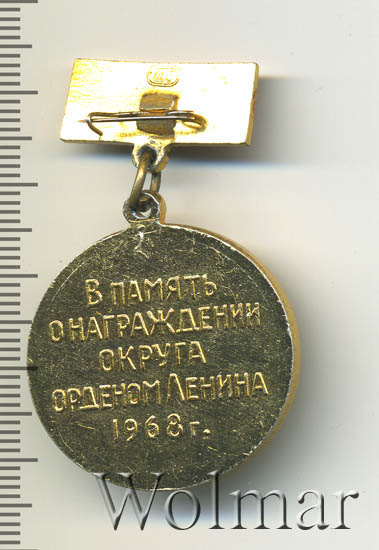 В ПАМЯТЬ
О НАГРАЖДЕНИИ
ОКРУГА
ОРДЕНОМ ЛЕНИНА
1968 г.
Wolmar